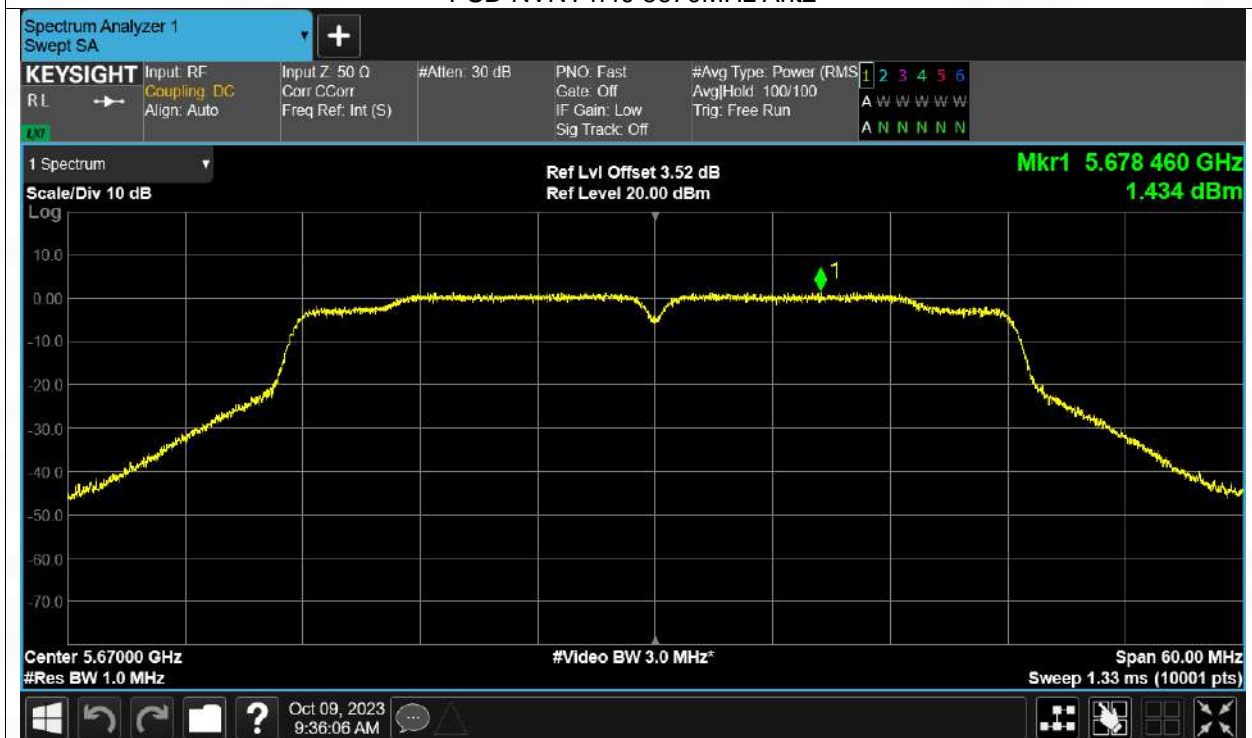 Spectrum Analyzer 1
Swept SA
+
KEYSIGHT
RL
LXI
Input: RF
Coupling: DC
Align: Auto
Input Z: 50 Ω
Corr CCorr
Freq Ref: Int (S)
#Atten: 30 dB
PNO: Fast
Gate: Off
IF Gain: Low
Sig Track: Off
#Avg Type: Power (RMS
Avg|Hold: 100/100
Trig: Free Run
1 2 3 4 5 6
A W W W W W
A N N N N N
1 Spectrum
Scale/Div 10 dB
Log
Ref Lvl Offset 3.52 dB
Ref Level 20.00 dBm
Mkr1 5.678 460 GHz
1.434 dBm
10.0
0.00
-10.0
-20.0
-30.0
-40.0
-50.0
-60.0
-70.0
1
Center 5.67000 GHz
#Res BW 1.0 MHz
#Video BW 3.0 MHz*
Span 60.00 MHz
Sweep 1.33 ms (10001 pts)
?
Oct 09, 2023
9:36:06 AM